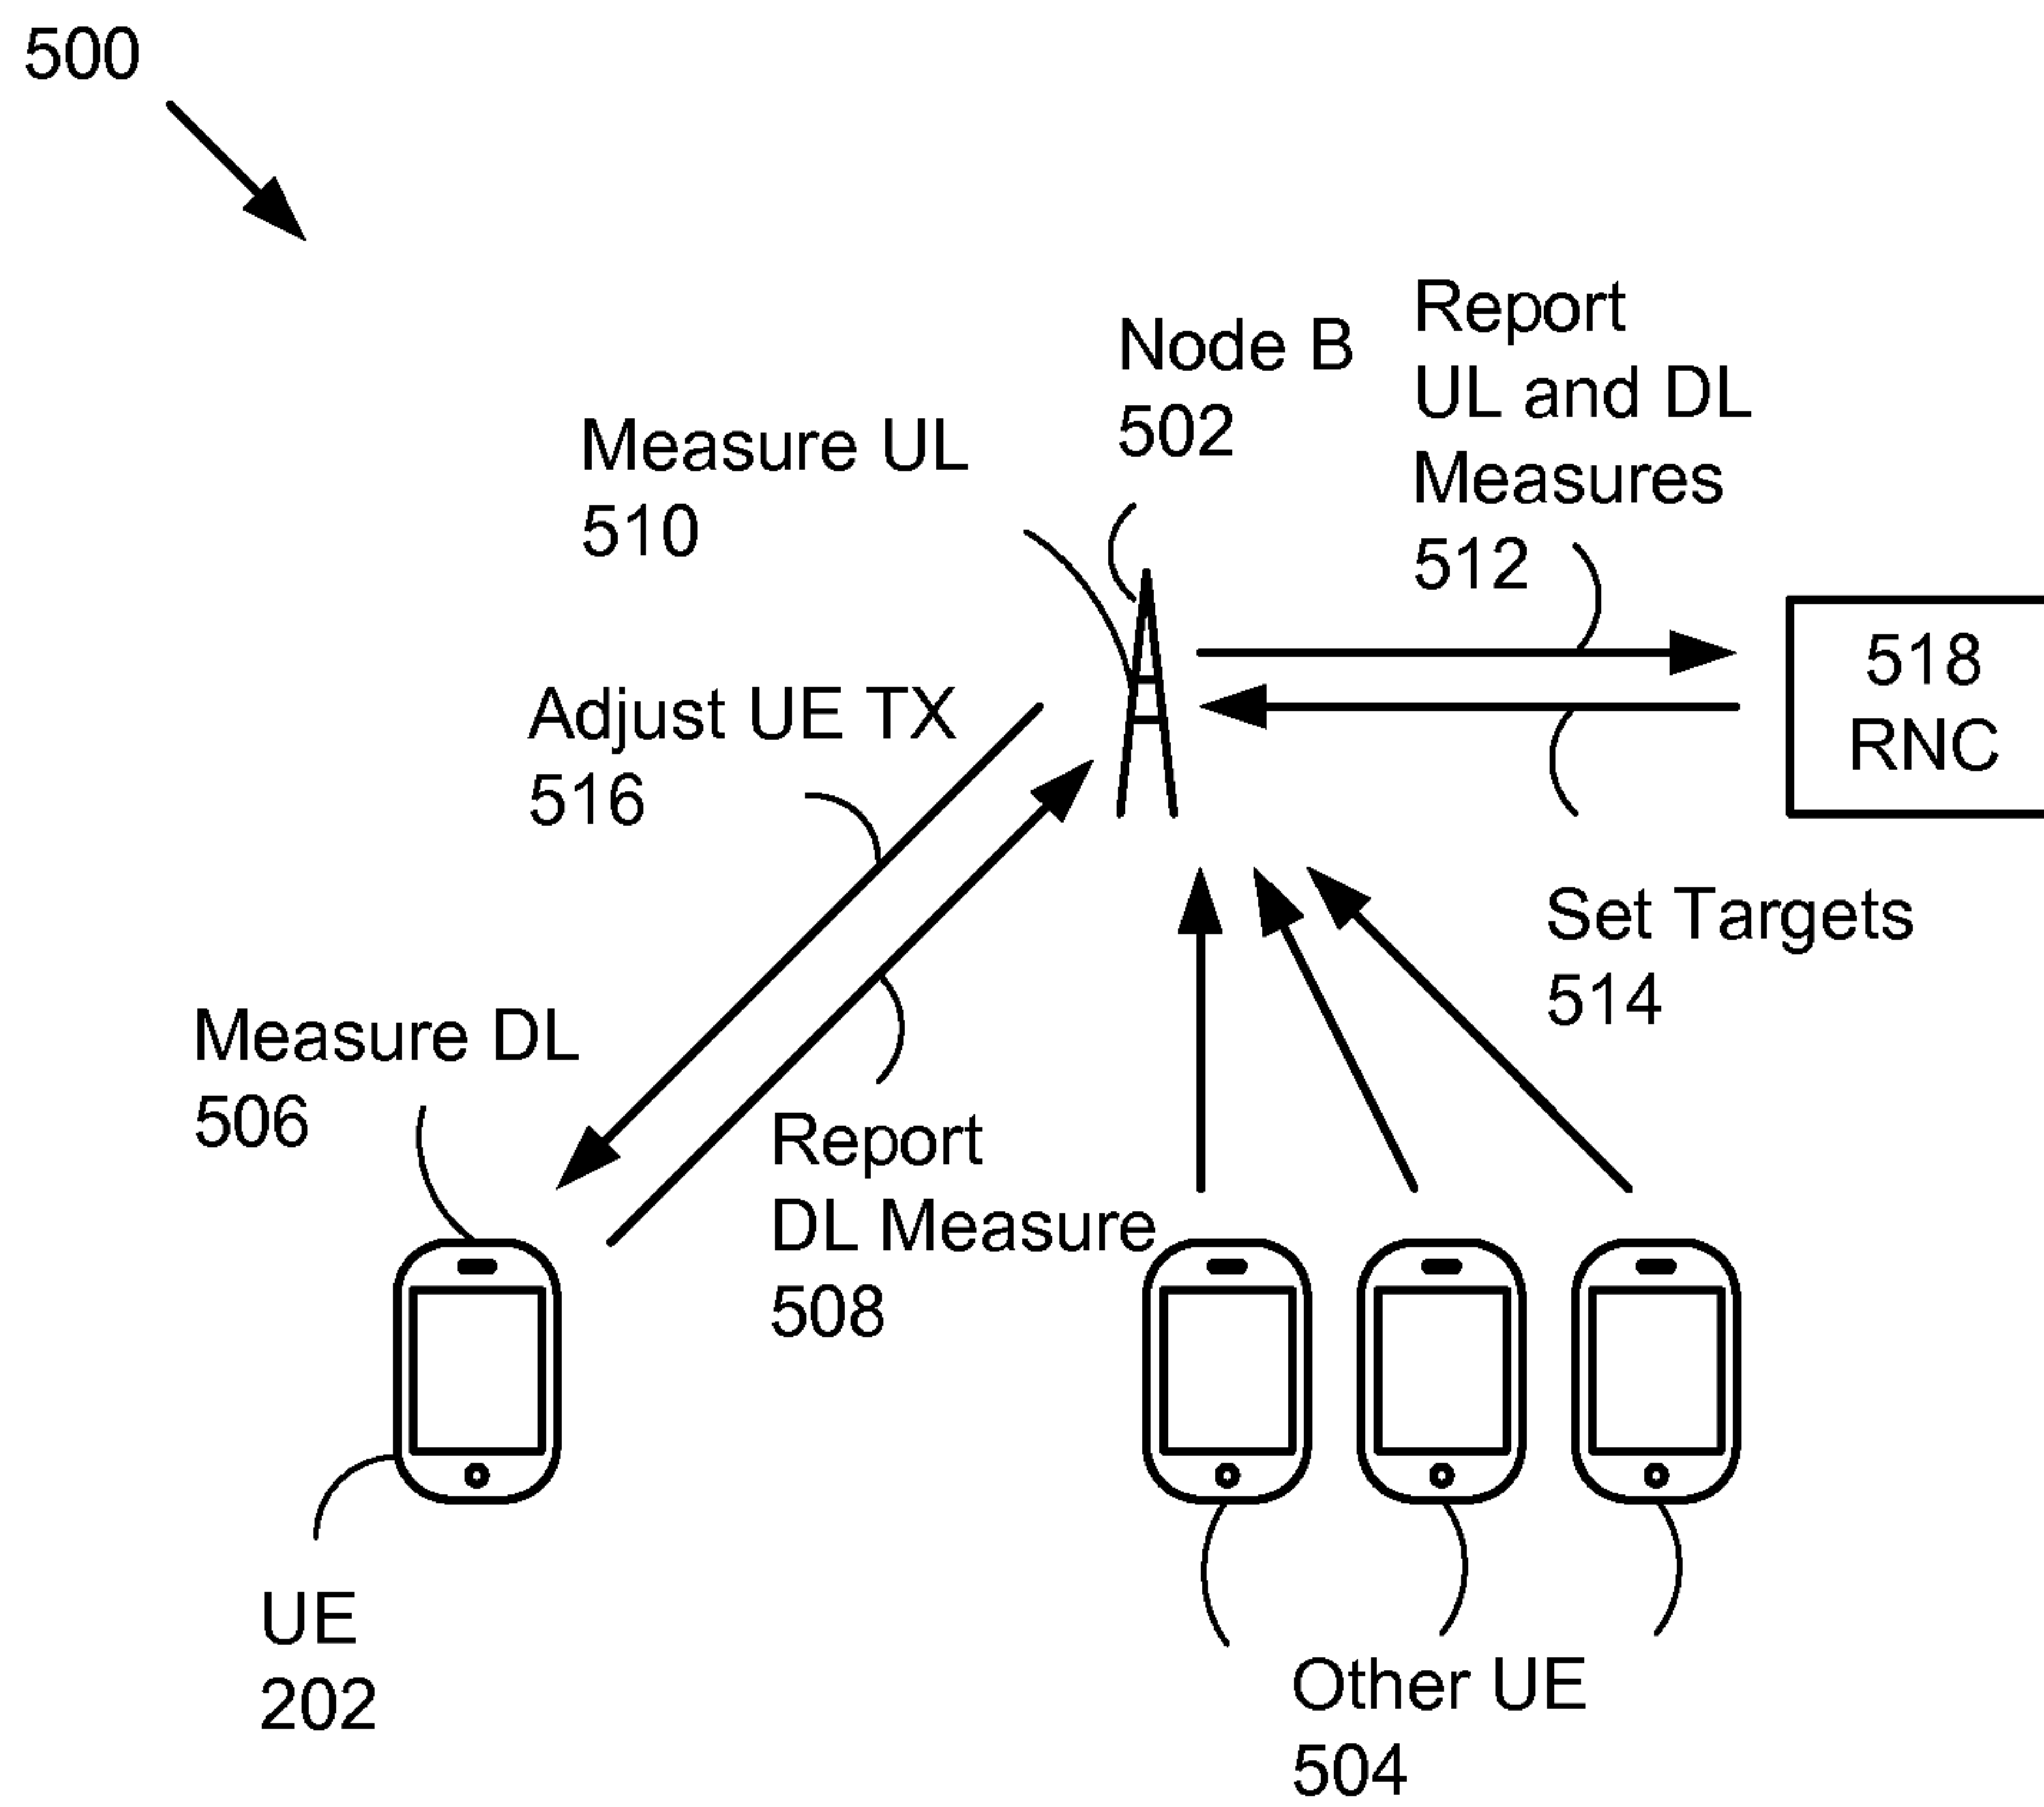 500
Node B
502
Report
UL and DL
Measures
512
Measure UL
510
518
RNC
Adjust UE TX
516
Set Targets
514
Measure DL
506
Report
DL Measure
508
UE
202
Other UE
504